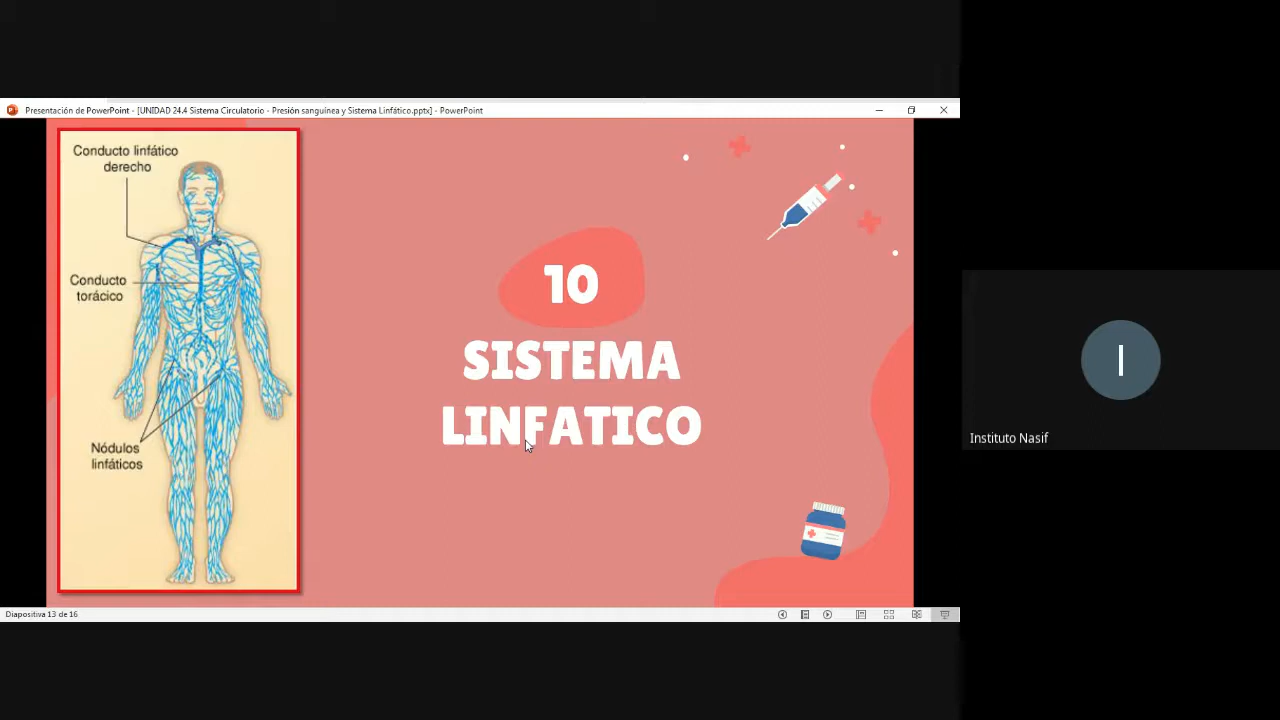 Presentación de PowerPoint - [UNIDAD 24.4 Sistema Circulatorio - Presión sanguínea y Sistema Linfático.pptx] - PowerPoint
Conducto linfático
derecho
Conducto
torácico
Nódulos
linfáticos
10
SISTEMA
LINFATICO
Diapositiva 13 de 16
I
Instituto Nasif